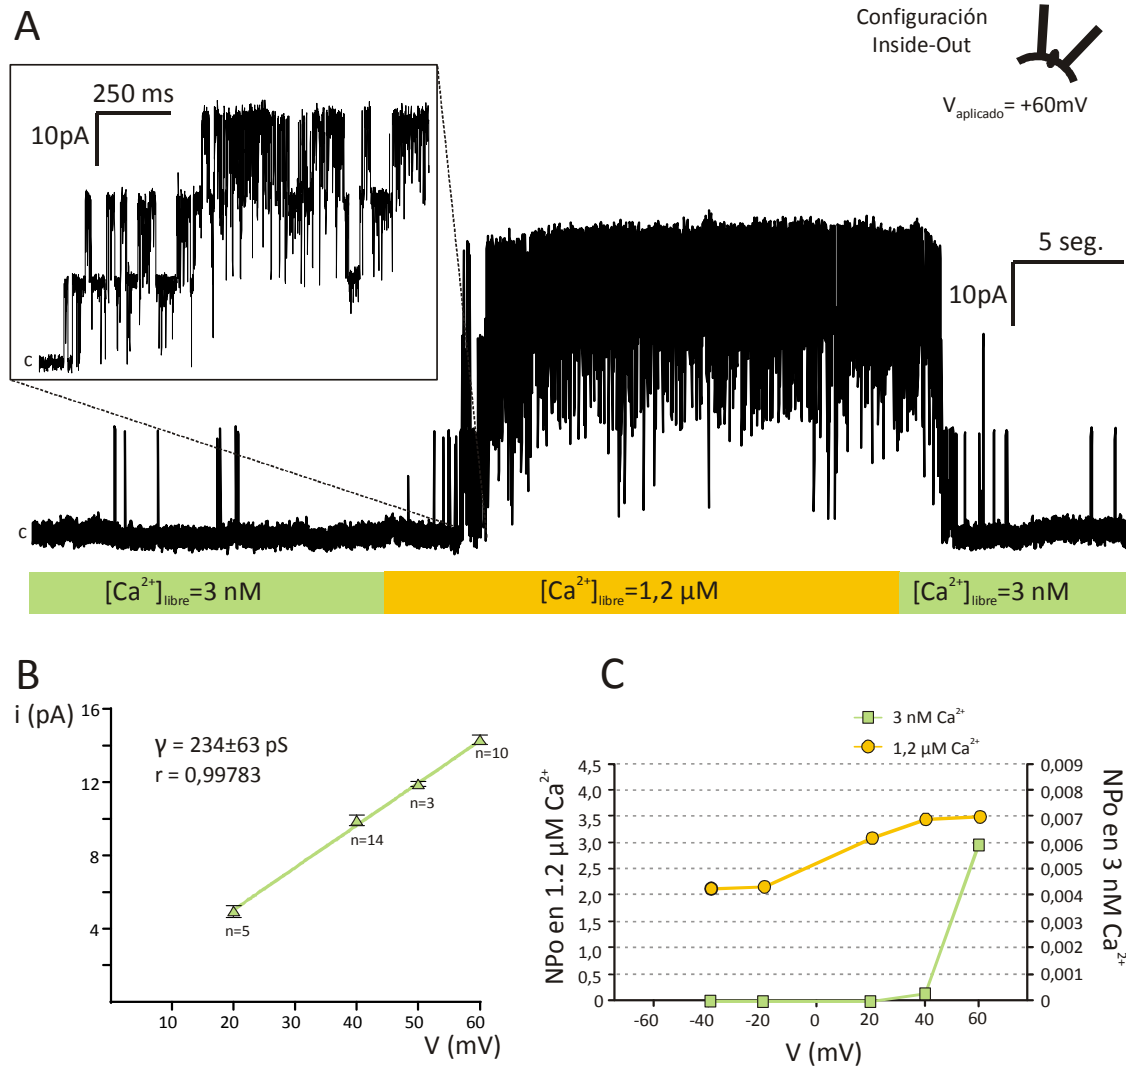 A
Configuración
Inside-Out
V aplicado= +60mV
250 ms
10pA
c
5 seg.
10pA
c
[Ca2+]libre=3 nM
[Ca2+]libre=1,2 µM
[Ca2+]libre=3 nM
B
i (pA)
16
12
8
4
γ = 234±63 pS
r = 0,99783
n=10
n=3
n=14
n=5
10 20 30 40 50 60
V (mV)
C
3 nM Ca2+
1,2 µM Ca2+
NPo en 1.2 µM Ca2+
4,5
4,0
3,5
3,0
2,5
2,0
1,5
1,0
0,5
0
0,009
0,008
0,007
0,006
0,005
0,004
0,003
0,002
0,001
0
NPo en 3 nM Ca2+
-60 -40 -20 0 20 40 60
V (mV)